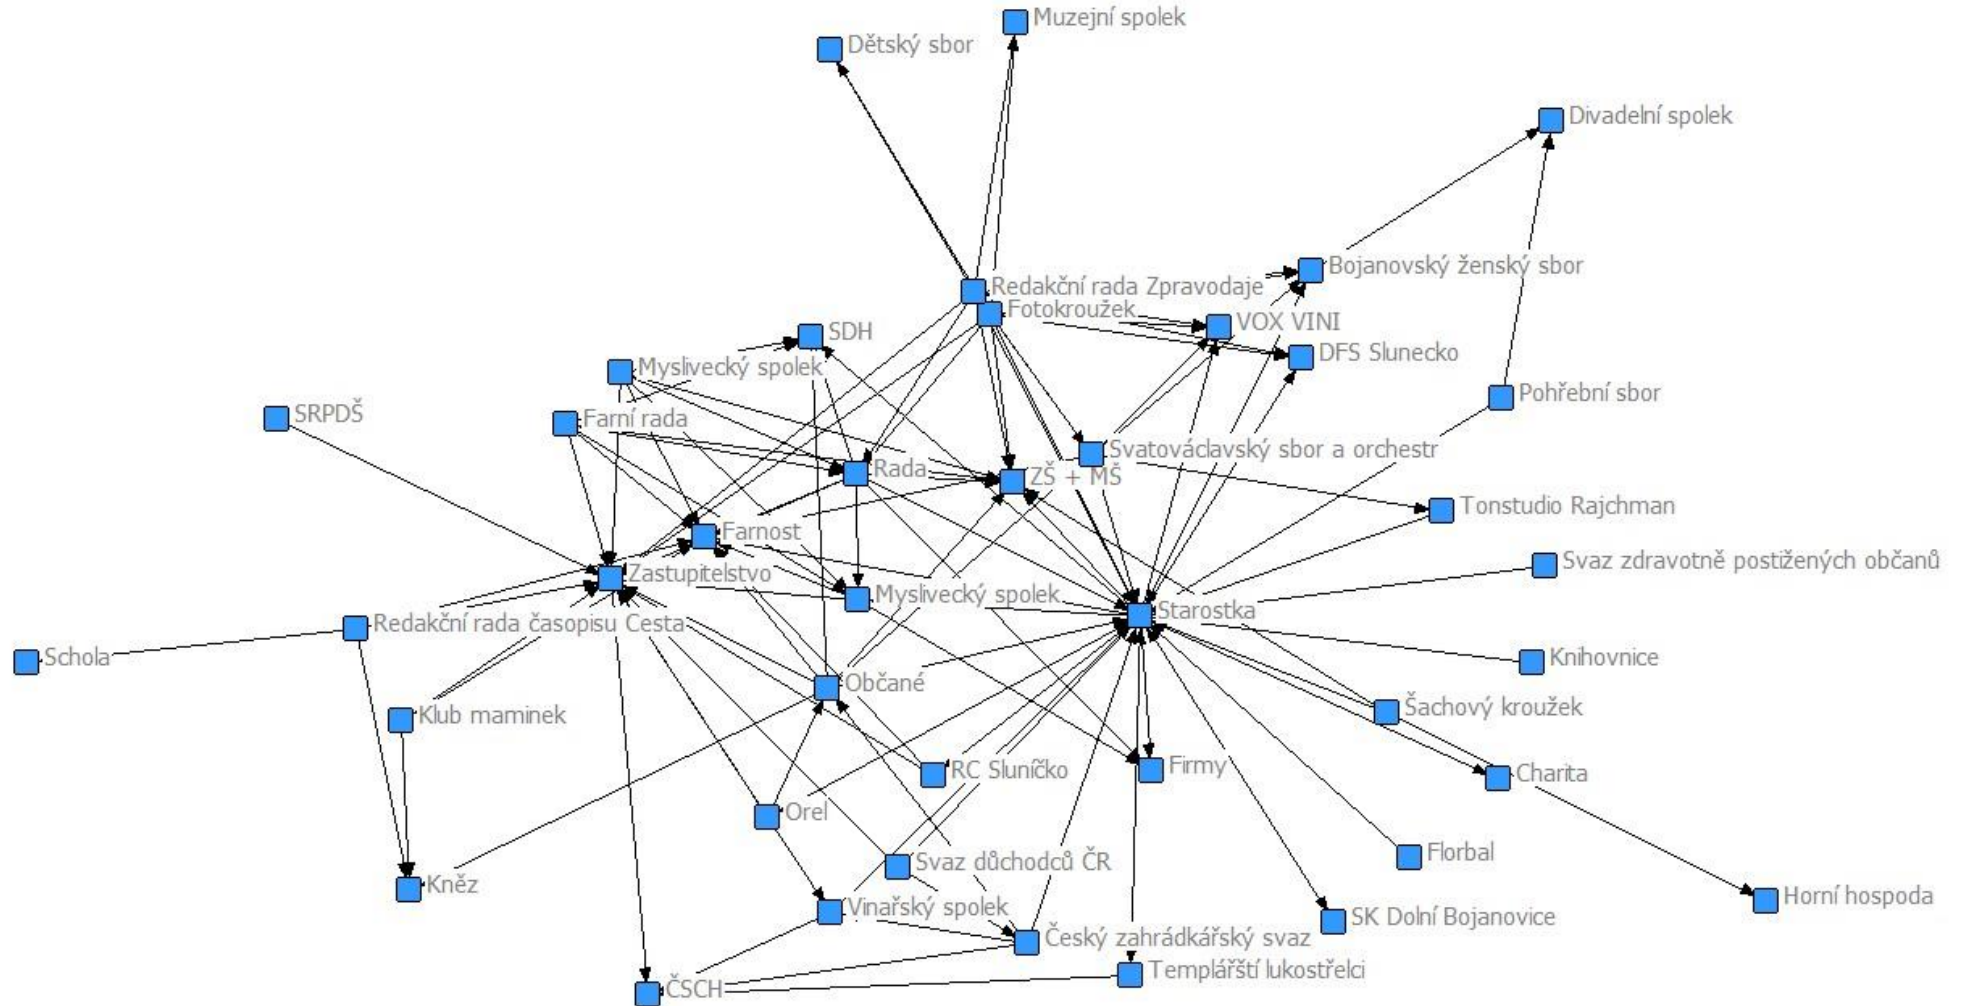 Muzejní spolek
Dětský sbor
Divadelní spolek
Bojanovský ženský sbor
Redakční rada Zpravodaje
Fotokroužek
VOX VINI
SDH
DFS Slunecko
Myslivecký spolek
Pohřební sbor
SRPDŠ
Farní rada
Svatováclavský sbor a orchestr
Rada
ZŠ + MŠ
Tonstudio Rajchman
Farnost
Svaz zdravotně postižených občanů
Zastupitelstvo
Myslivecký spolek
Starostka
Redakční rada časopisu Cesta
Schola
Knihovnice
Občané
Šachový kroužek
Klub maminek
RC Sluníčko
Firmy
Charita
Orel
Florbal
Svaz důchodců ČR
Kněz
Horní hospoda
Vinařský spolek
SK Dolní Bojanovice
Český zahrádkářský svaz
Templářští lukostřelci
ČSCH